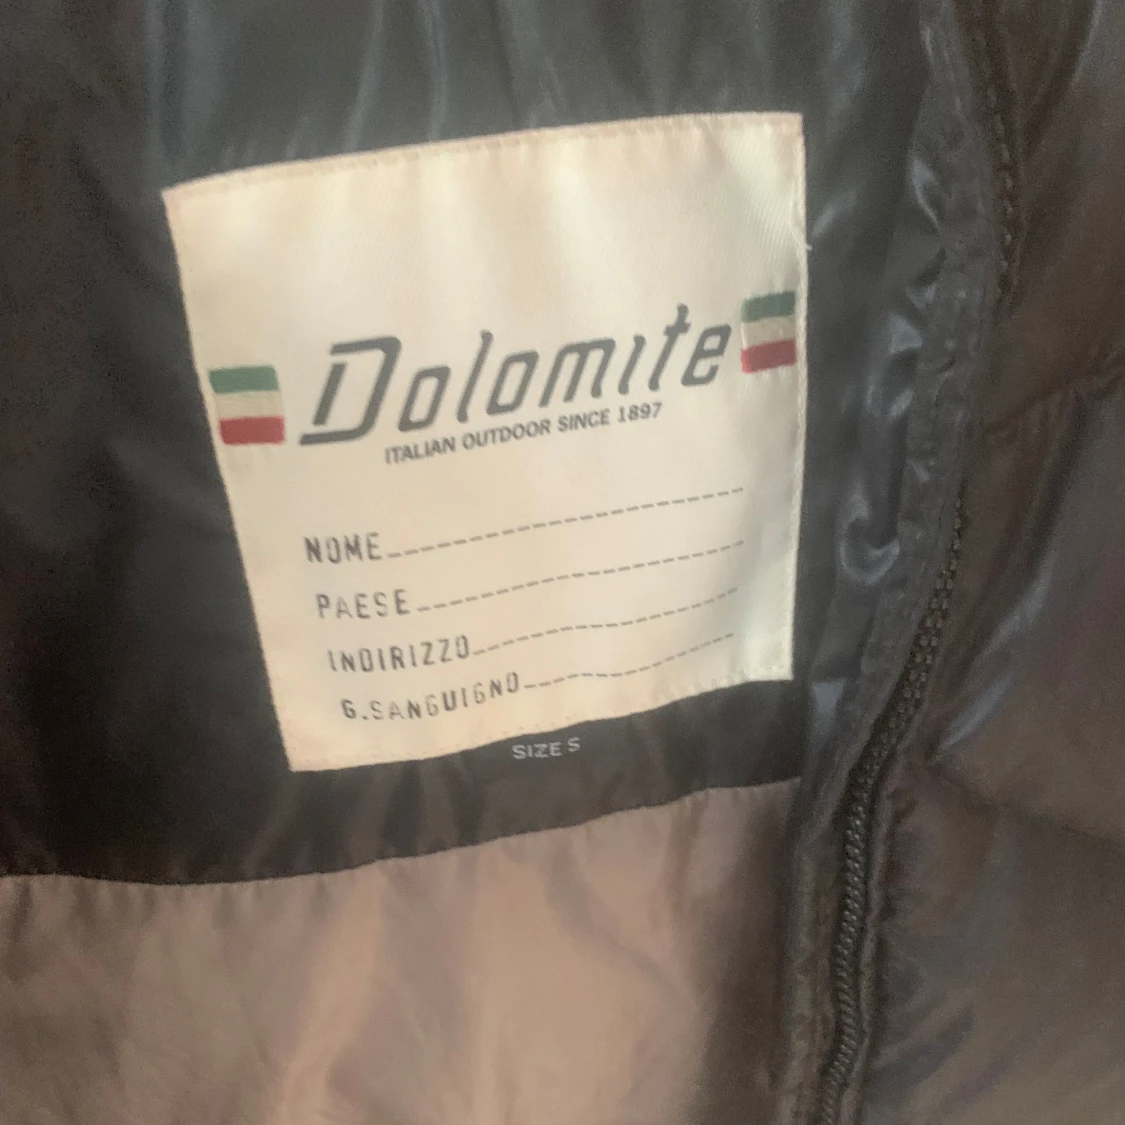 Dolomite
ITALIAN OUTDOOR SINCE 1897
NOME
PAESE
INDIRIZZO
G.SANGUIGNO
SIZE S